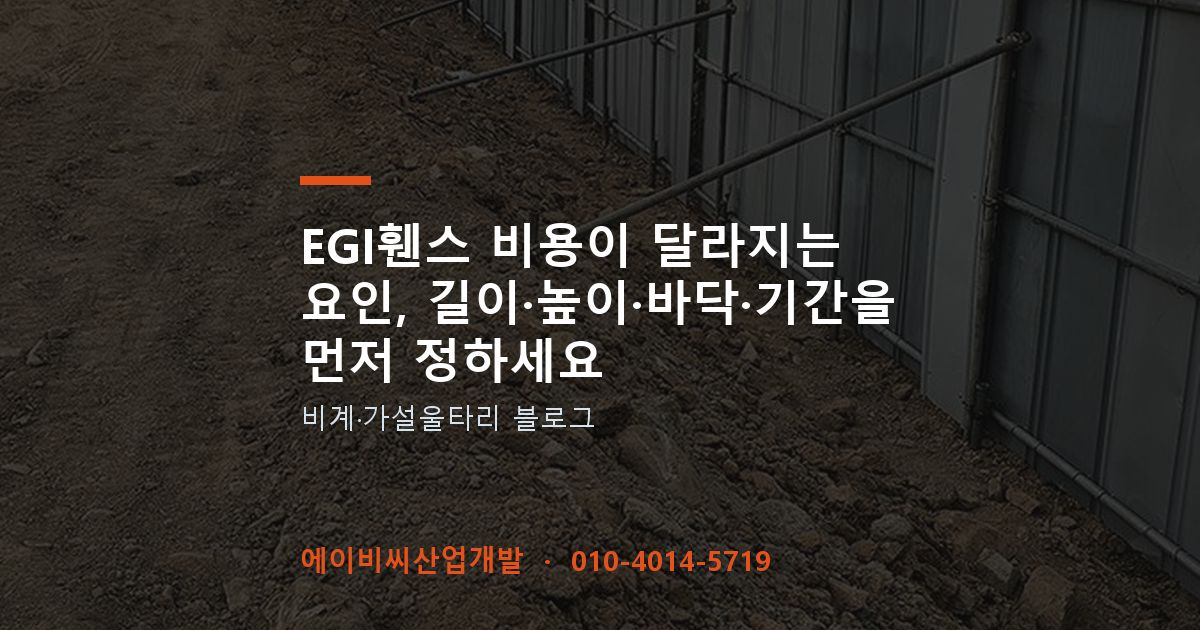 EGI휀스 비용이 달라지는
요인, 길이·높이·바닥·기간을
먼저 정하세요
비계·가설울타리 블로그
에이비씨산업개발 · 010-4014-5719